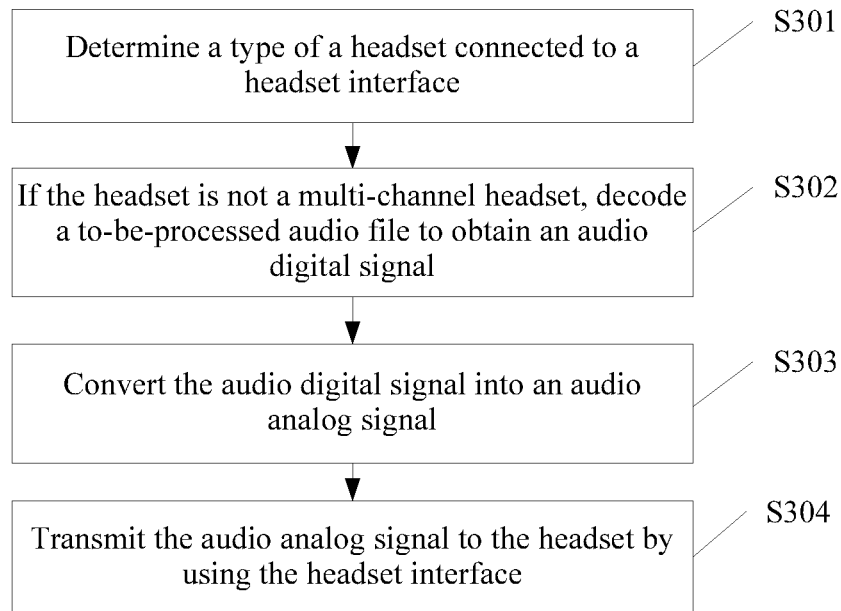 S301
Determine a type of a headset connected to a
headset interface
S302
If the headset is not a multi-channel headset, decode
a to-be-processed audio file to obtain an audio
digital signal
S303
Convert the audio digital signal into an audio
analog signal
S304
Transmit the audio analog signal to the headset by
using the headset interface